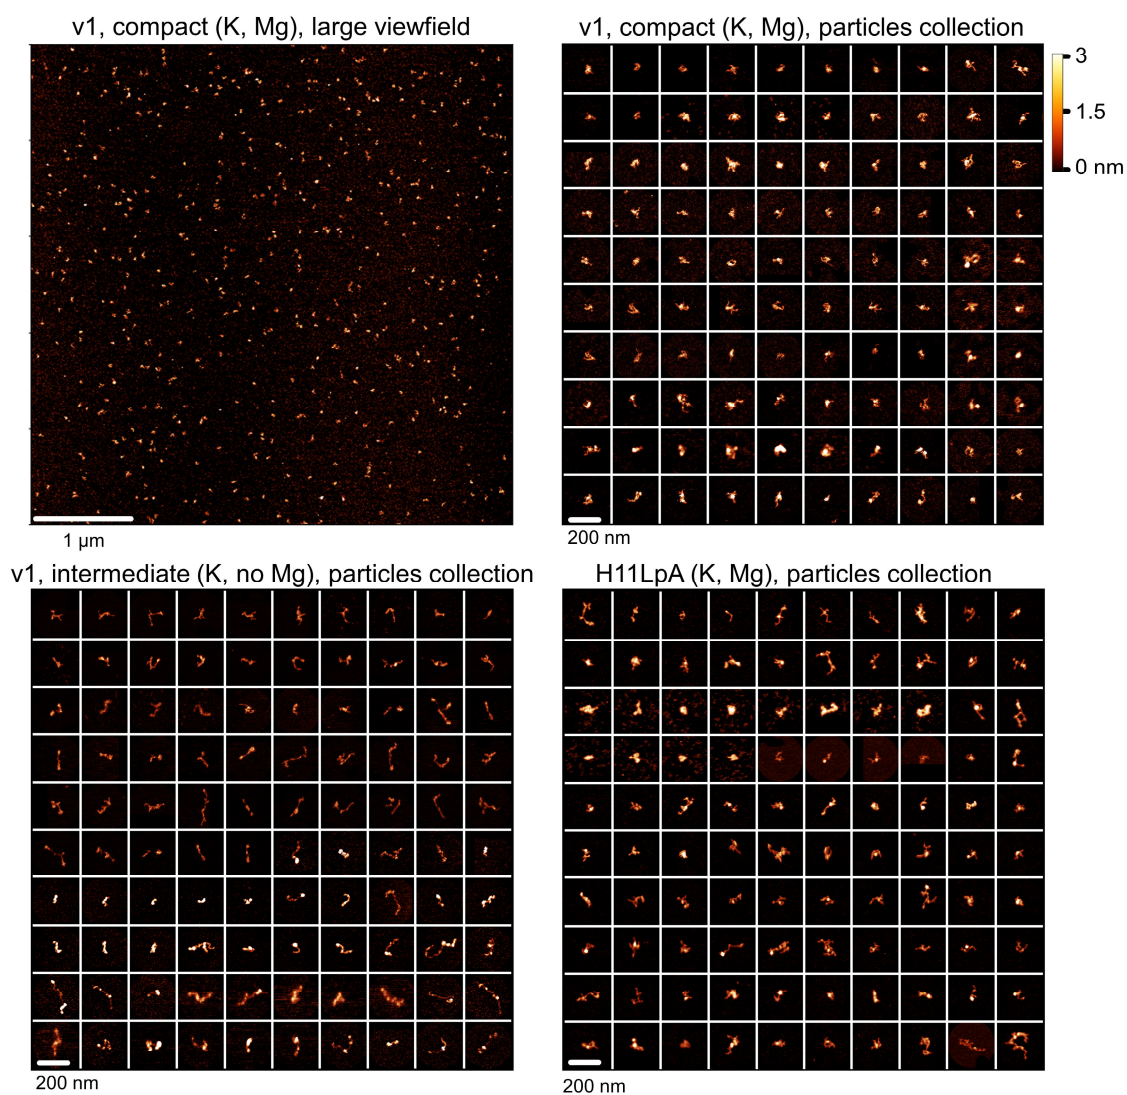 v1, compact (K, Mg), large viewfield
v1, compact (K, Mg), particles collection
3
1.5
0 nm
1 µm
200 nm
v1, intermediate (K, no Mg), particles collection
H11LpA (K, Mg), particles collection
200 nm
200 nm